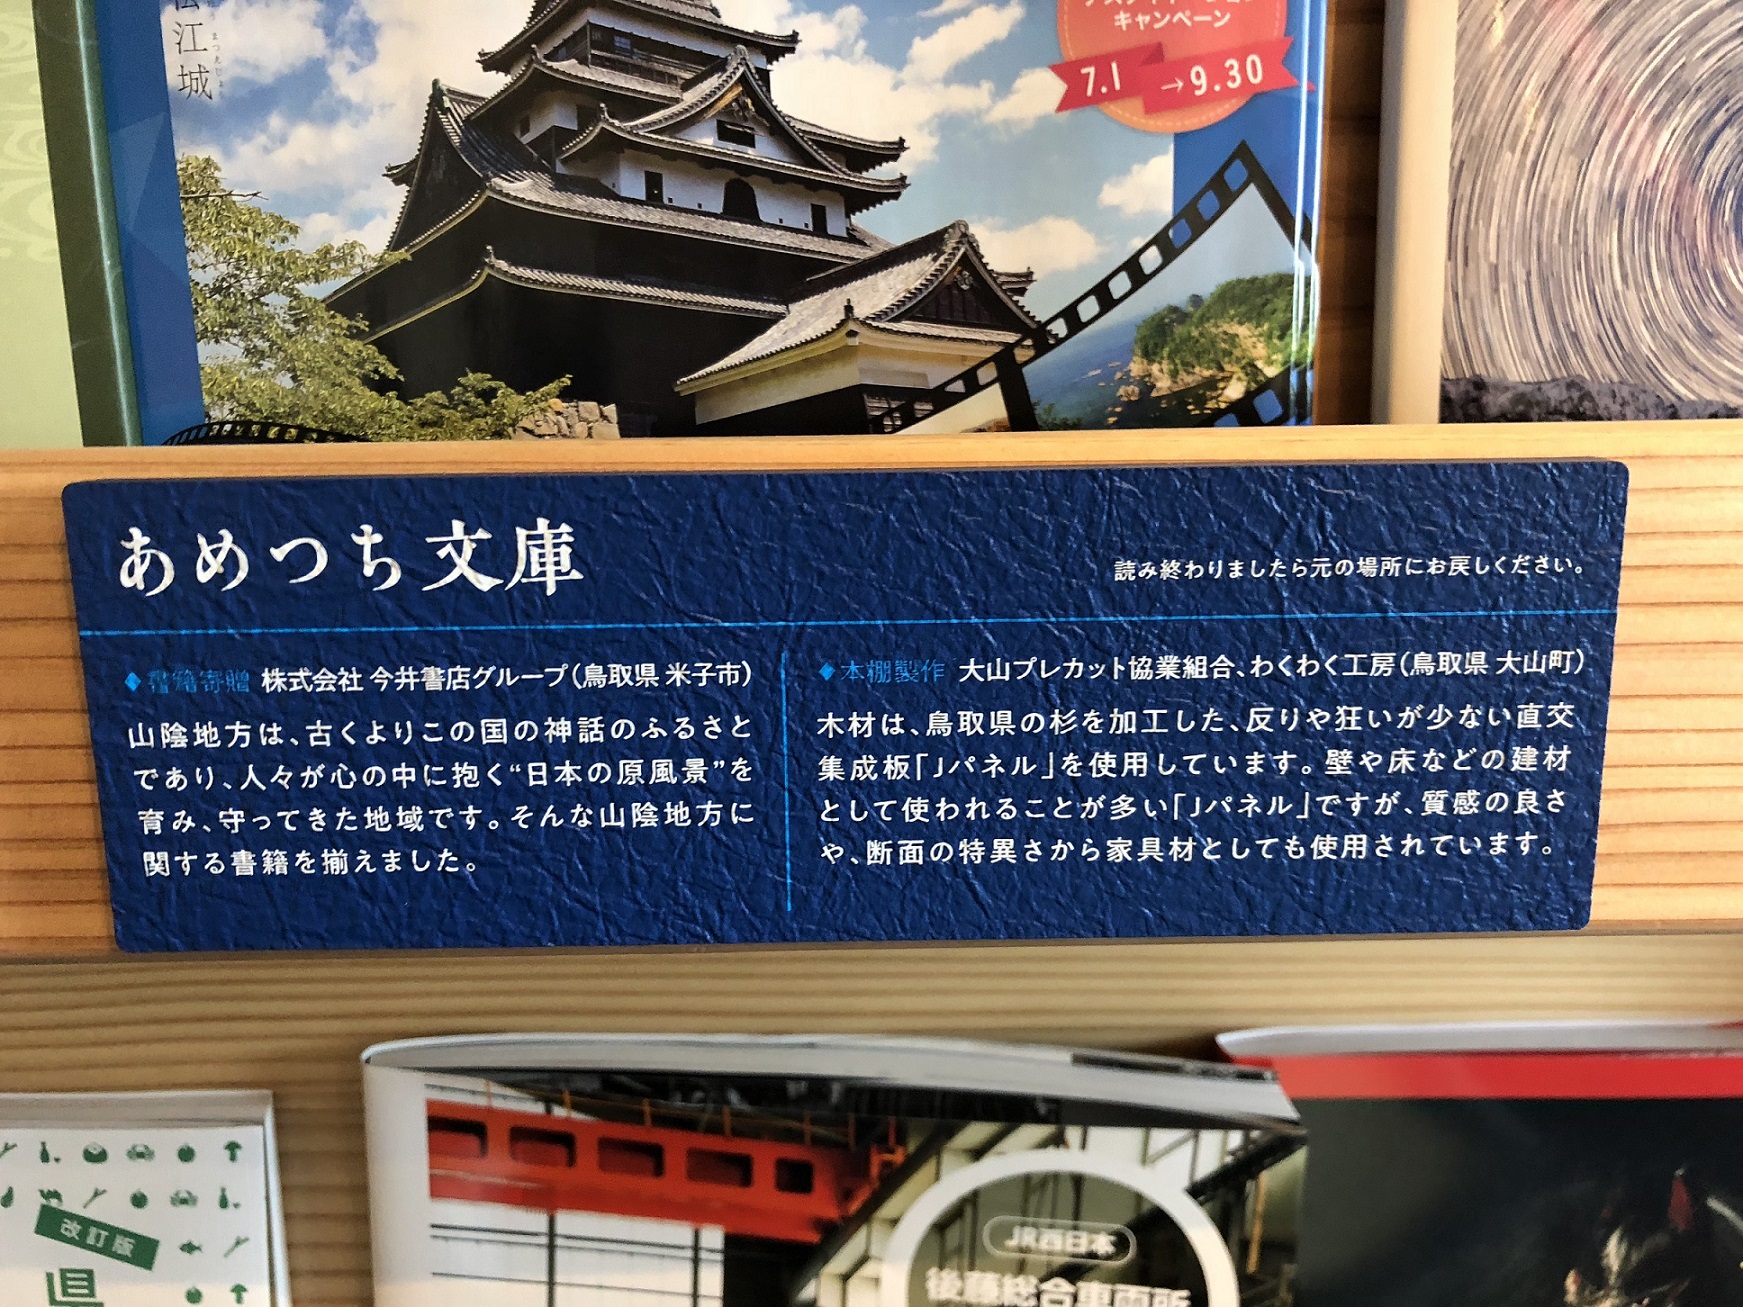 松江城
まつえじょう
キャンペーン
7.1→9.30
あめつち文庫
読み終わりましたら元の場所にお戻しください。
◆書籍寄贈 株式会社 今井書店グループ(鳥取県 米子市)
山陰地方は、古くよりこの国の神話のふるさと
であり、人々が心の中に抱く“日本の原風景”を
育み、守ってきた地域です。そんな山陰地方に
関する書籍を揃えました。
◆本棚製作 大山プレカット協業組合、わくわく工房(鳥取県 大山町)
木材は、鳥取県の杉を加工した、反りや狂いが少ない直交
集成板「Jパネル」を使用しています。壁や床などの建材
として使われることが多い「Jパネル」ですが、質感の良さ
や、断面の特異さから家具材としても使用されています。
改訂版
JR西日本
後藤総合車両所